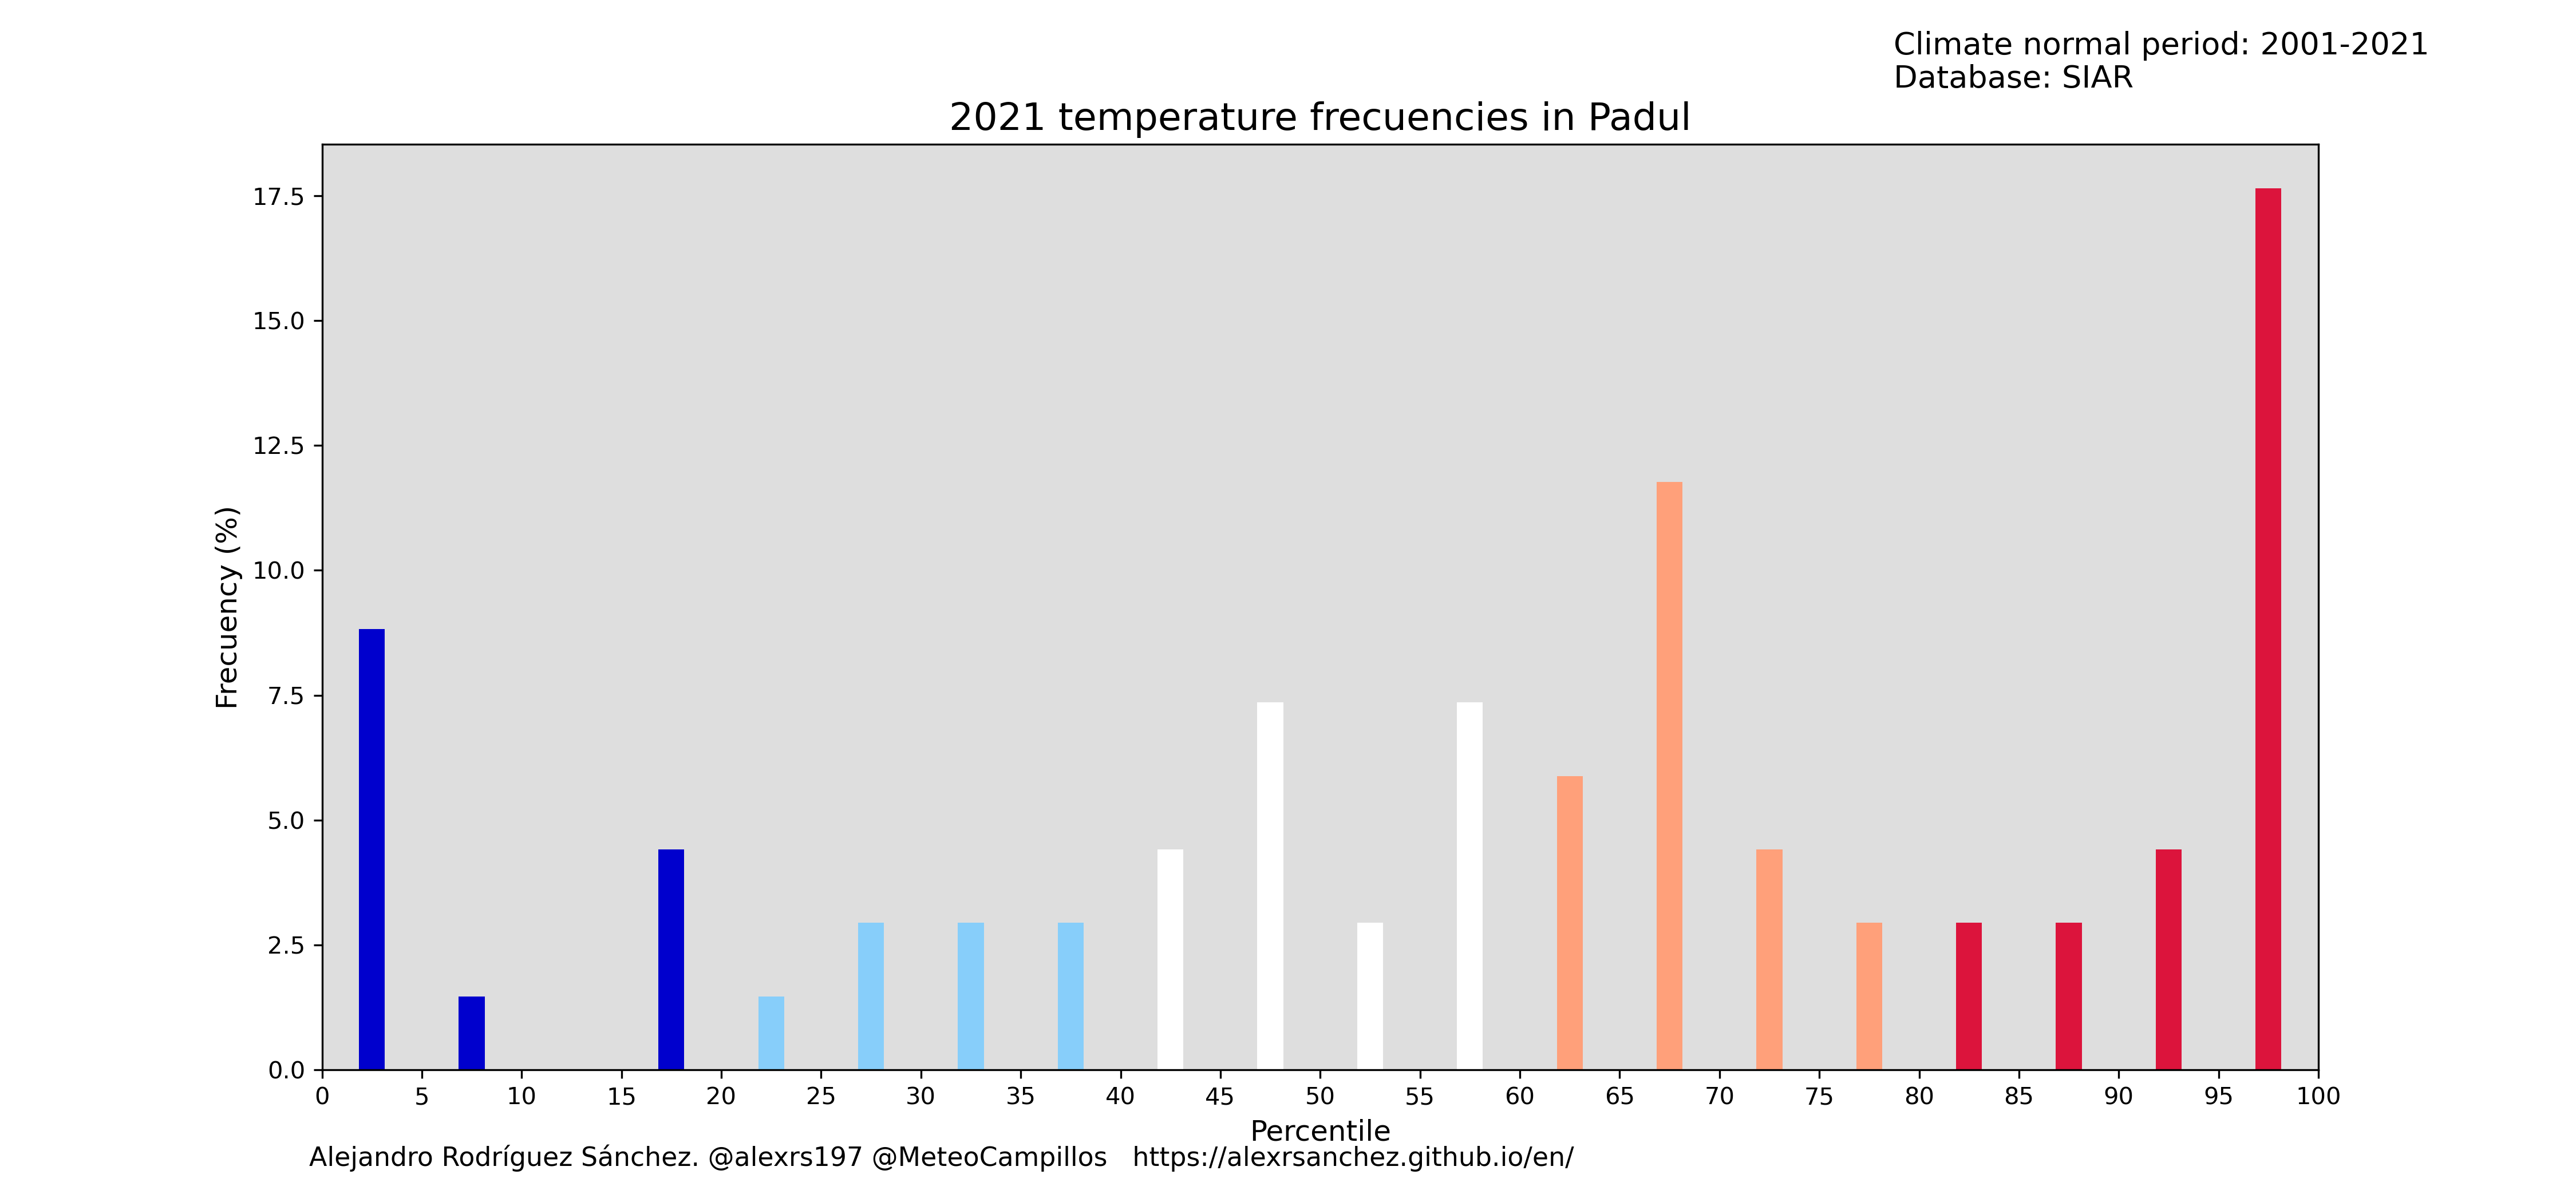 Climate normal period: 2001-2021
Database: SIAR
2021 temperature frecuencies in Padul
Frecuency (%)
17.5
15.0
12.5
10.0
7.5
5.0
2.5
0.0
0 5 10 15 20 25 30 35 40 45 50 55 60 65 70 75 80 85 90 95 100
Percentile
Alejandro Rodríguez Sánchez. @alexrs197 @MeteoCampillos https://alexrsanchez.github.io/en/